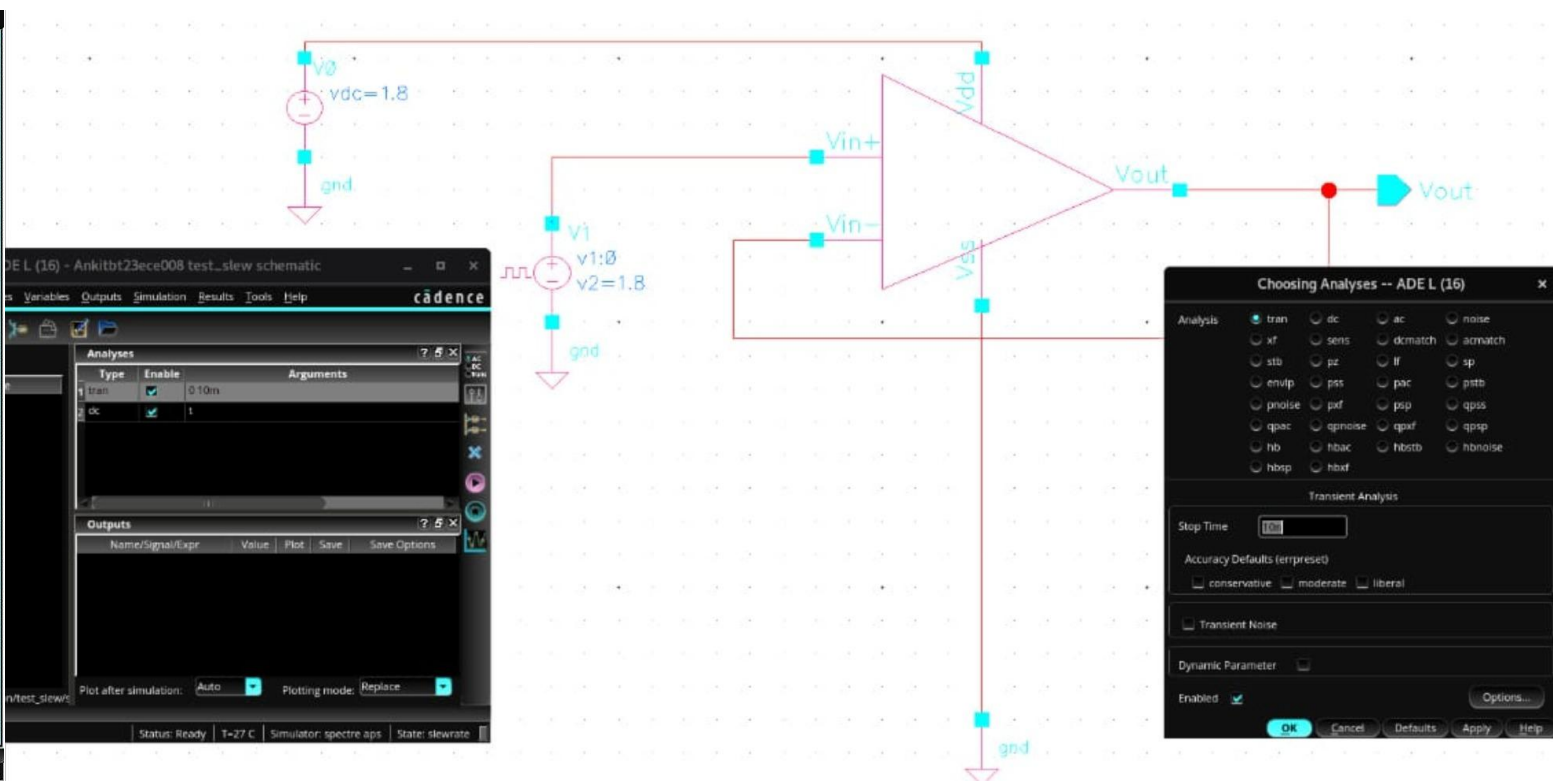 V0
vdc=1.8
gnd
V1
v1:0
v2=1.8
gnd
Vin+
Vin-
Vdd
Vss
Vout
Vout
gnd
DE L (16) - Ankitbt23ece008 test_slew schematic
Variables Outputs Simulation Results Tools Help
cādence
Analyses
Type Enable Arguments
1 tran 0 10m
2 dc t
AC
DC
Outputs
Name/Signal/Expr Value Plot Save Save Options
Plot after simulation: Auto Plotting mode: Replace
n/test_slew/s
Status: Ready T=27 C Simulator: spectre aps State: slewrate
Choosing Analyses -- ADE L (16)
Analysis tran dc ac noise
xf sens dcmatch acmatch
stb pz lf sp
envlp pss pac pstb
pnoise pxf psp qpss
qpac qpnoise qpxf qpsp
hb hbac hbstb hbnoise
hbsp hbxf
Transient Analysis
Stop Time
Accuracy Defaults (errpreset)
conservative moderate liberal
Transient Noise
Dynamic Parameter
Enabled Options...
OK Cancel Defaults Apply Help